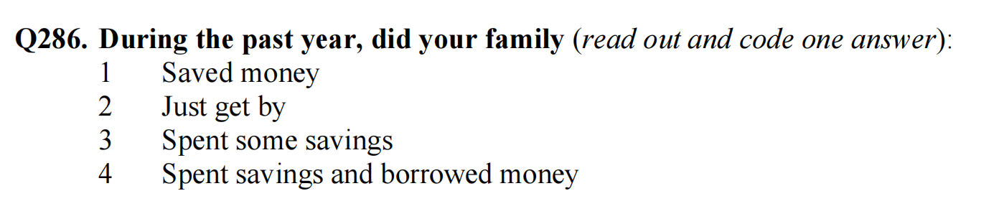 Q286. During the past year, did your family (read out and code one answer):
1 Saved money
2 Just get by
3 Spent some savings
4 Spent savings and borrowed money